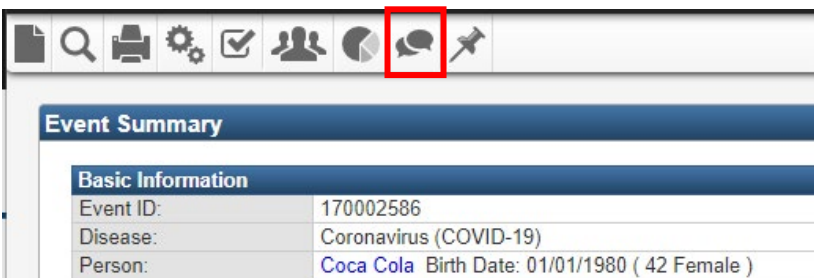 Event Summary
Basic Information
Event ID: 170002586
Disease: Coronavirus (COVID-19)
Person: Coca Cola Birth Date: 01/01/1980 ( 42 Female )